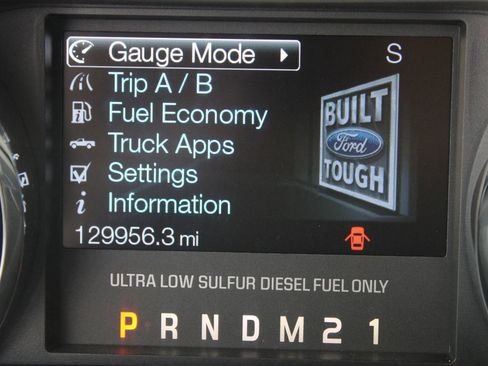 Gauge Mode
S
Trip A / B
Fuel Economy
Truck Apps
Settings
Information
BUILT
Ford
TOUGH
129956.3 mi
ULTRA LOW SULFUR DIESEL FUEL ONLY
P R N D M 2 1